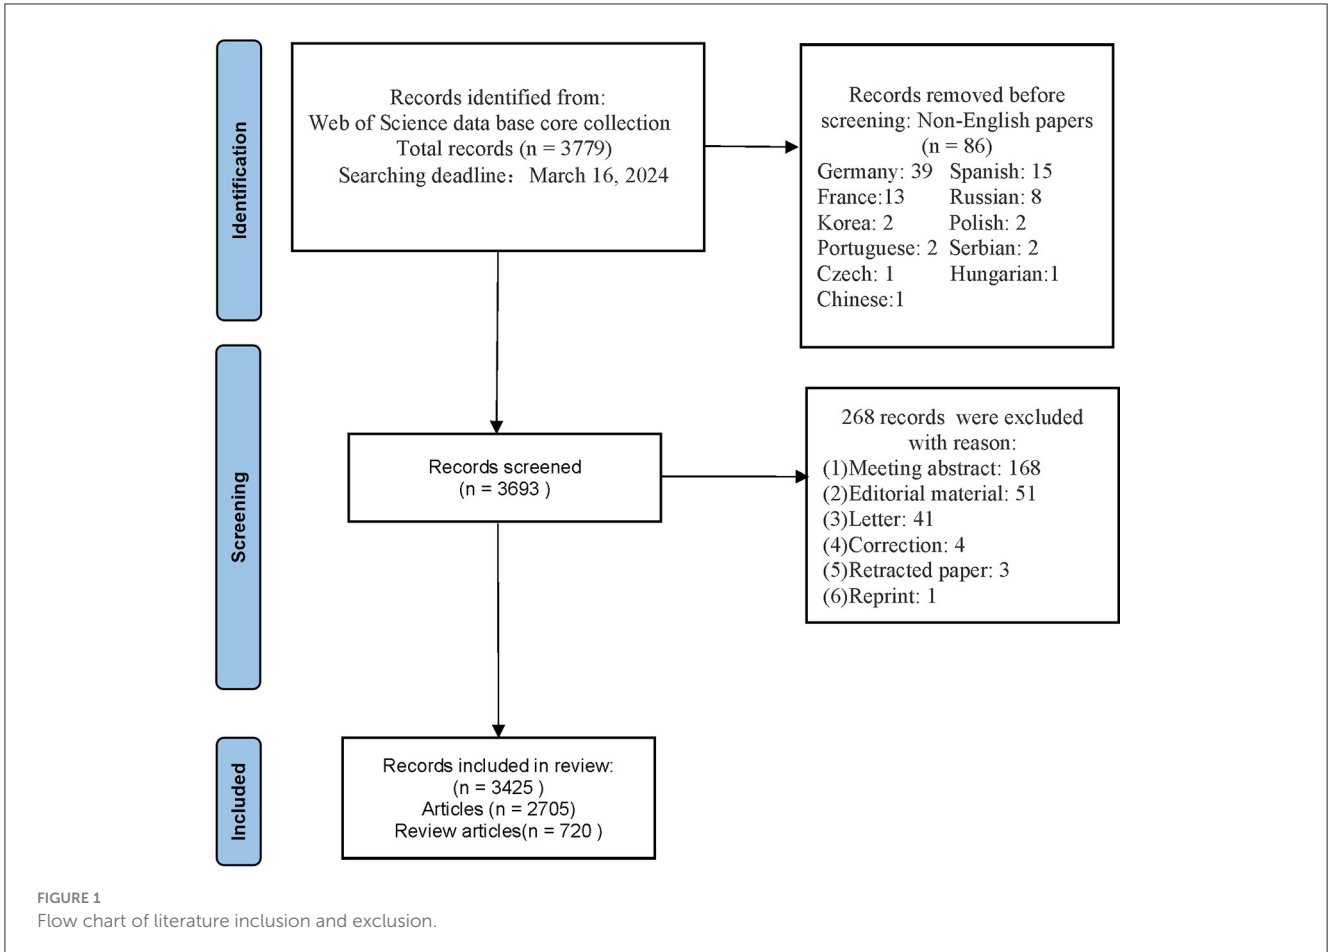 Identification
Records identified from:
Web of Science data base core collection
Total records (n = 3779)
Searching deadline： March 16, 2024
Records removed before
screening: Non-English papers
(n = 86)
Germany: 39 Spanish: 15
France:13 Russian: 8
Korea: 2 Polish: 2
Portuguese: 2 Serbian: 2
Czech: 1 Hungarian:1
Chinese:1
Screening
Records screened
(n = 3693 )
268 records were excluded
with reason:
(1)Meeting abstract: 168
(2)Editorial material: 51
(3)Letter: 41
(4)Correction: 4
(5)Retracted paper: 3
(6)Reprint: 1
Included
Records included in review:
(n = 3425 )
Articles (n = 2705)
Review articles(n = 720 )
FIGURE 1
Flow chart of literature inclusion and exclusion.